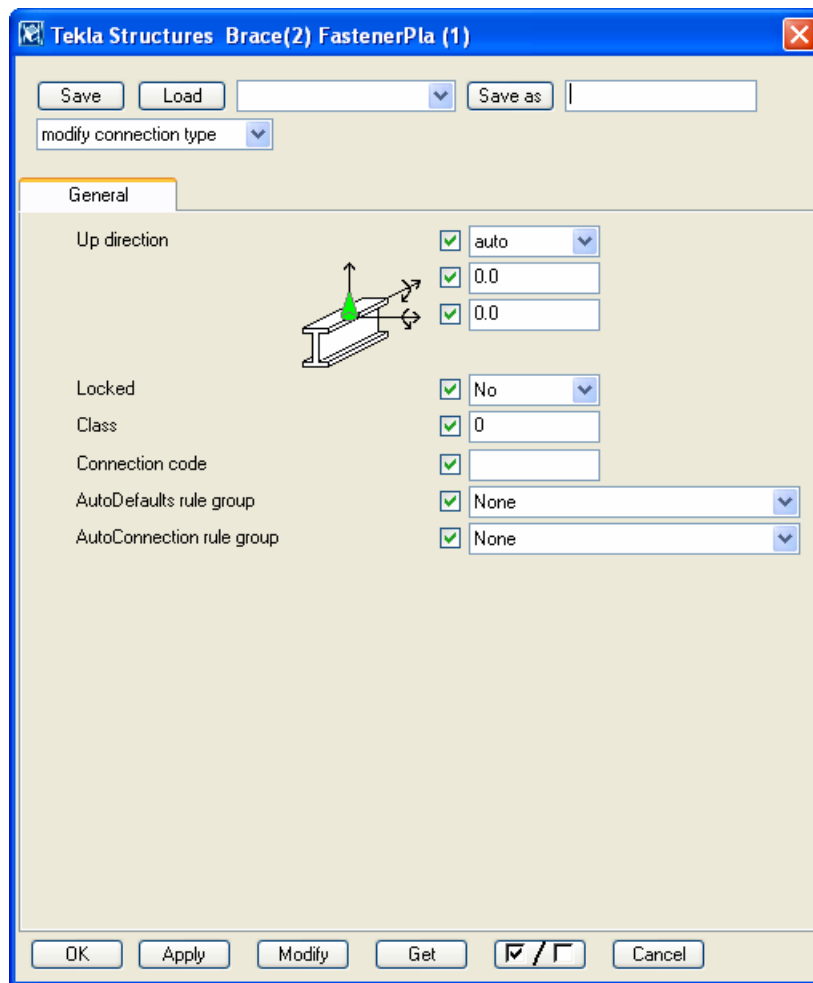 Tekla Structures Brace(2) FastenerPla (1)
Save Load Save as
modify connection type
General
Up direction auto
0.0
0.0
Locked No
Class 0
Connection code
AutoDefaults rule group None
AutoConnection rule group None
OK Apply Modify Get / Cancel